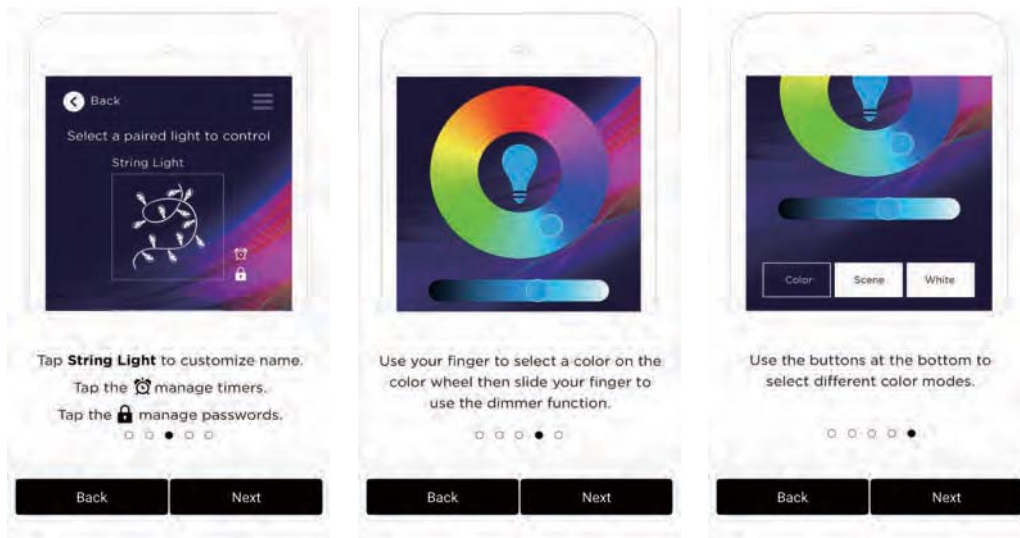 Back
Select a paired light to control
String Light
Tap String Light to customize name.
Tap the manage timers.
Tap the manage passwords.
Back Next
Use your finger to select a color on the
color wheel then slide your finger to
use the dimmer function.
Back Next
Color Scene White
Use the buttons at the bottom to
select different color modes.
Back Next